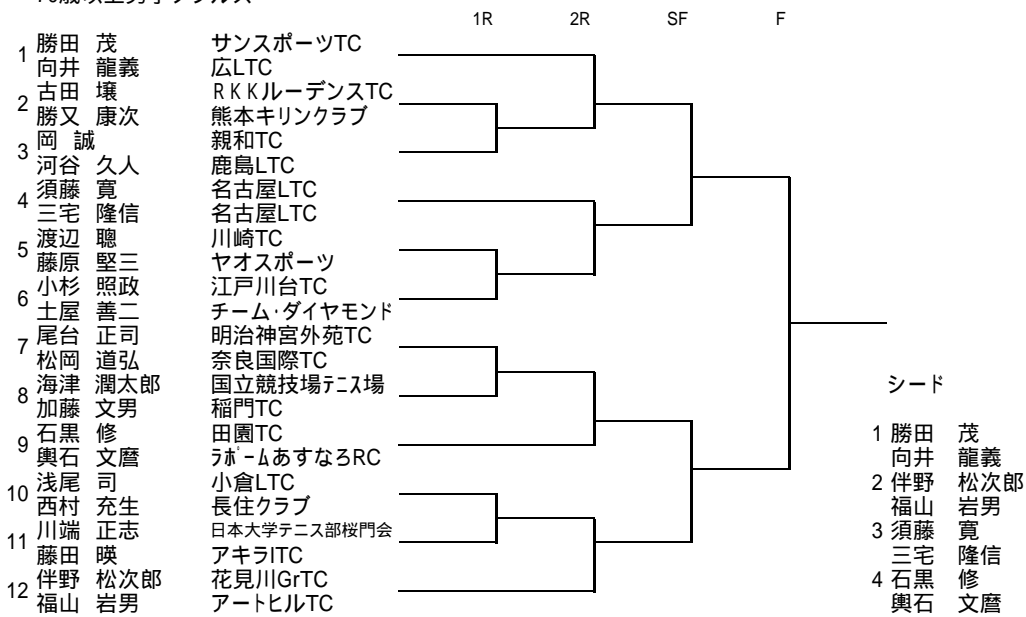 1R 2R SF F
1 勝田 茂 サンスポーツTC
向井 龍義 広LTC
2 古田 壌 RKKルーデンスTC
勝又 康次 熊本キリンクラブ
3 岡 誠 親和TC
河谷 久人 鹿島LTC
4 須藤 寛 名古屋LTC
三宅 隆信 名古屋LTC
5 渡辺 聰 川崎TC
藤原 堅三 ヤオスポーツ
6 小杉 照政 江戸川台TC
土屋 善二 チーム・ダイヤモンド
7 尾台 正司 明治神宮外苑TC
松岡 道弘 奈良国際TC
8 海津 潤太郎 国立競技場テニス場
加藤 文男 稲門TC
9 石黒 修 田園TC
輿石 文麿 ラポームあすなろRC
10 浅尾 司 小倉LTC
西村 充生 長住クラブ
11 川端 正志 日本大学テニス部桜門会
藤田 暎 アキラITC
12 伴野 松次郎 花見川GrTC
福山 岩男 アートヒルTC
シード
1 勝田 茂
向井 龍義
2 伴野 松次郎
福山 岩男
3 須藤 寛
三宅 隆信
4 石黒 修
輿石 文麿